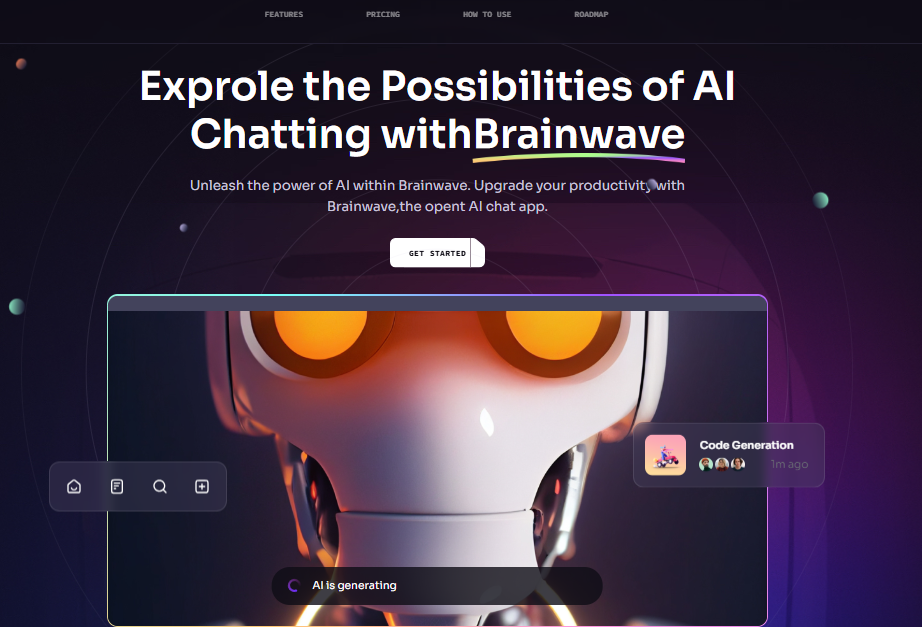 FEATURES PRICING HOW TO USE ROADMAP
Exprole the Possibilities of AI
Chatting withBrainwave
Unleash the power of AI within Brainwave. Upgrade your productivity with
Brainwave,the opent AI chat app.
GET STARTED
Code Generation
1m ago
AI is generating